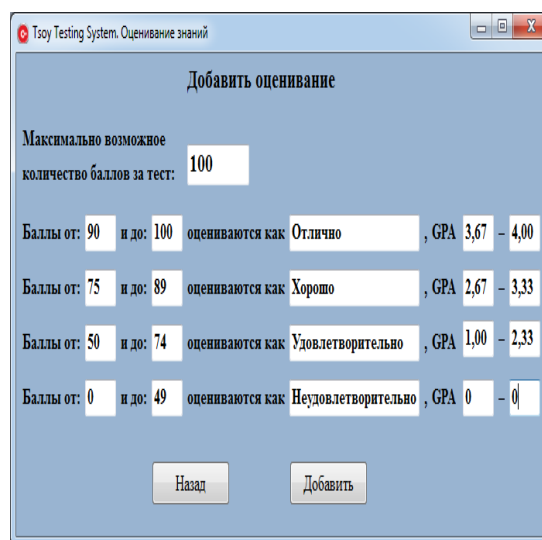 Tsoy Testing System. Оценивание знаний
Добавить оценивание
Максимально возможное
количество баллов за тест: 100
Баллы от: 90 и до: 100 оцениваются как Отлично , GPA 3,67 – 4,00
Баллы от: 75 и до: 89 оцениваются как Хорошо , GPA 2,67 – 3,33
Баллы от: 50 и до: 74 оцениваются как Удовлетворительно , GPA 1,00 – 2,33
Баллы от: 0 и до: 49 оцениваются как Неудовлетворительно , GPA 0 – 0
Назад Добавить